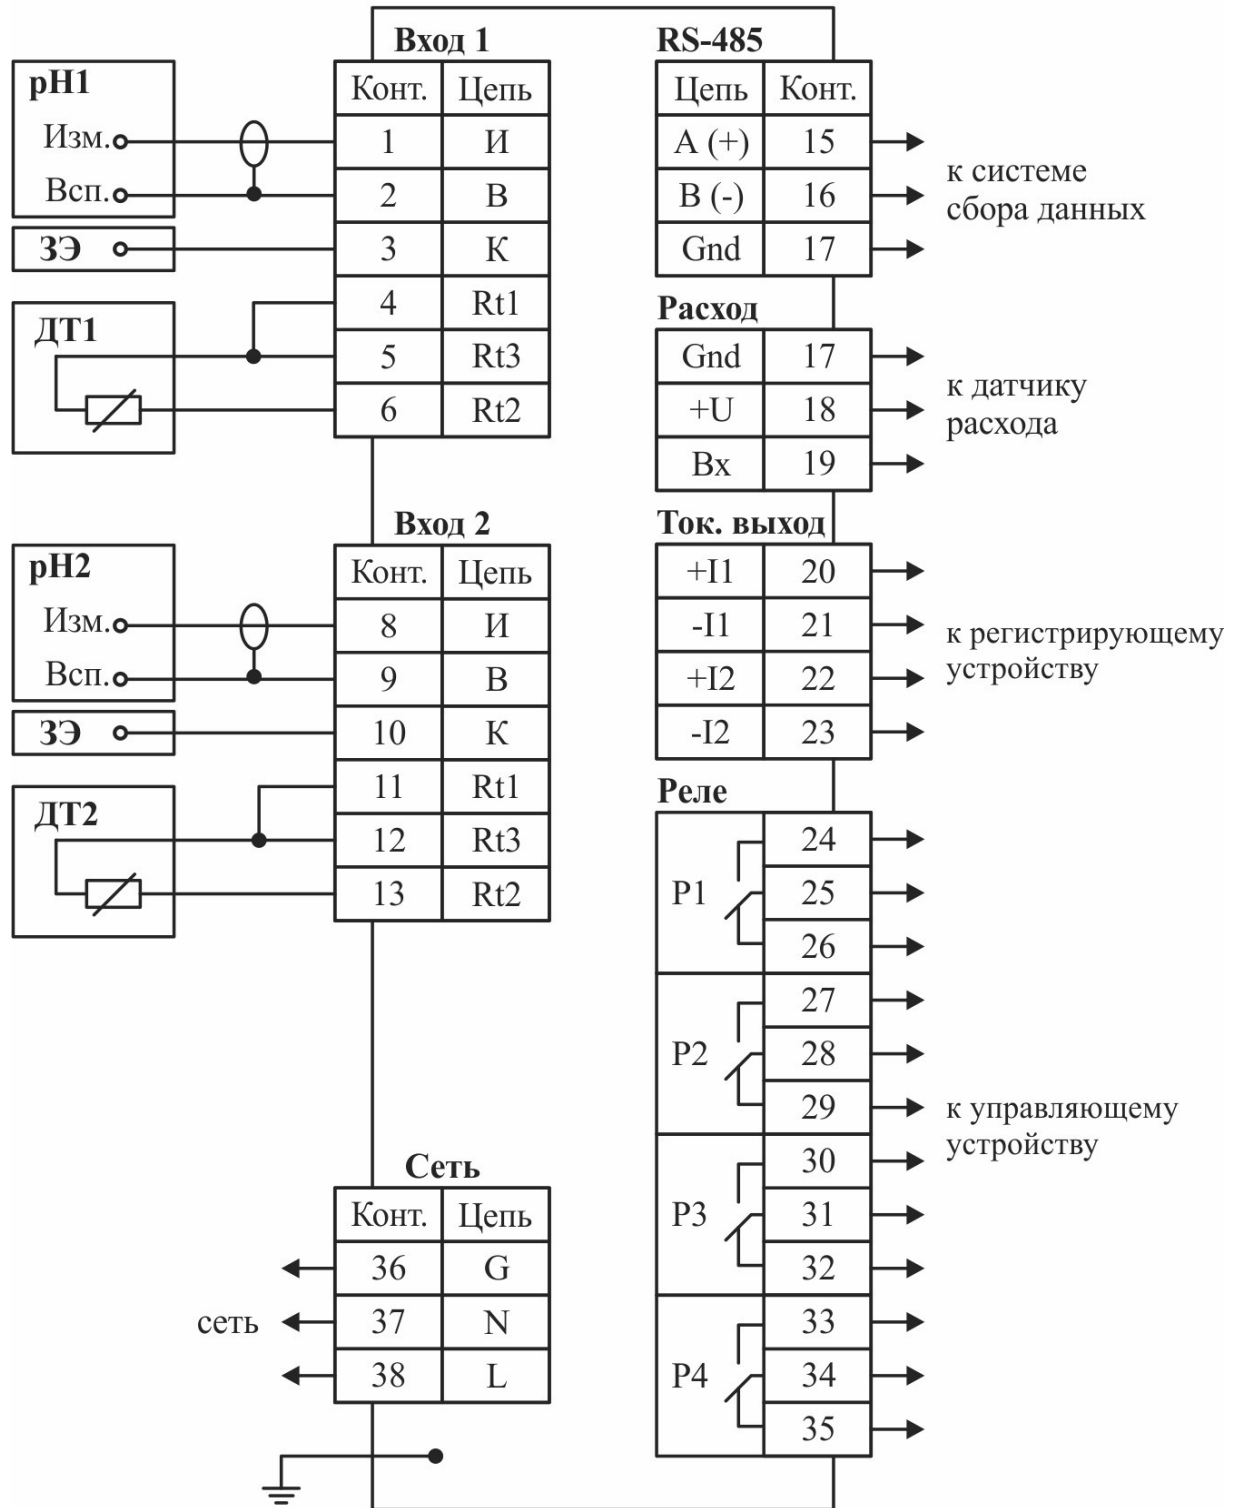 Вход 1
pH1
Изм.
Всп.
ЗЭ
ДТ1
Конт. Цепь
1 И
2 В
3 К
4 Rt1
5 Rt3
6 Rt2
Вход 2
pH2
Изм.
Всп.
ЗЭ
ДТ2
Конт. Цепь
8 И
9 В
10 К
11 Rt1
12 Rt3
13 Rt2
Сеть
Конт. Цепь
36 G
37 N
38 L
сеть
RS-485
Цепь Конт.
A (+) 15
B (-) 16
Gnd 17
к системе
сбора данных
Расход
Gnd 17
+U 18
Вх 19
к датчику
расхода
Ток. выход
+I1 20
-I1 21
+I2 22
-I2 23
к регистрирующему
устройству
Реле
P1
24
25
26
P2
27
28
29
P3
30
31
32
P4
33
34
35
к управляющему
устройству